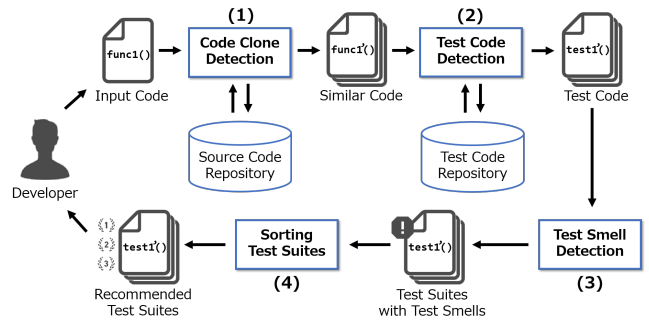 (1)
(2)
func1()
Code Clone
Detection
func1'()
Test Code
Detection
test1'()
Input Code
Similar Code
Test Code
Source Code
Repository
Test Code
Repository
Developer
1
2
3
test1'()
Sorting
Test Suites
test1'()
Test Smell
Detection
(4)
(3)
Recommended
Test Suites
Test Suites
with Test Smells